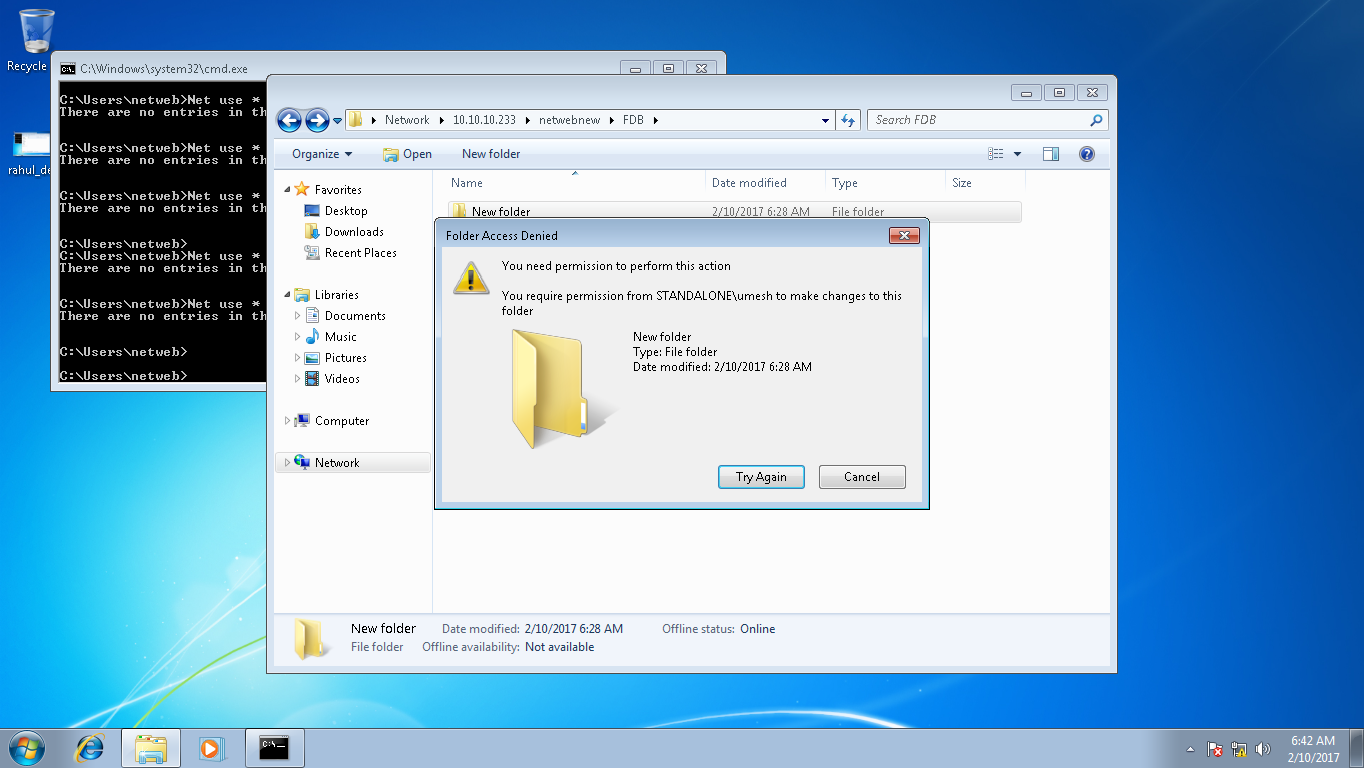 Recycle
rahul_de
C:\Windows\system32\cmd.exe
C:\Users\netweb>Net use *
There are no entries in th
C:\Users\netweb>Net use *
There are no entries in th
C:\Users\netweb>Net use *
There are no entries in th
C:\Users\netweb>
C:\Users\netweb>Net use *
There are no entries in th
C:\Users\netweb>Net use *
There are no entries in th
C:\Users\netweb>
C:\Users\netweb>
Network 10.10.10.233 netwebnew FDB
Search FDB
Organize Open New folder
Favorites
Desktop
Downloads
Recent Places
Libraries
Documents
Music
Pictures
Videos
Computer
Network
Name Date modified Type Size
New folder 2/10/2017 6:28 AM File folder
Folder Access Denied
You need permission to perform this action
You require permission from STANDALONE\umesh to make changes to this
folder
New folder
Type: File folder
Date modified: 2/10/2017 6:28 AM
Try Again Cancel
New folder Date modified: 2/10/2017 6:28 AM Offline status: Online
File folder Offline availability: Not available
C:\_
6:42 AM
2/10/2017